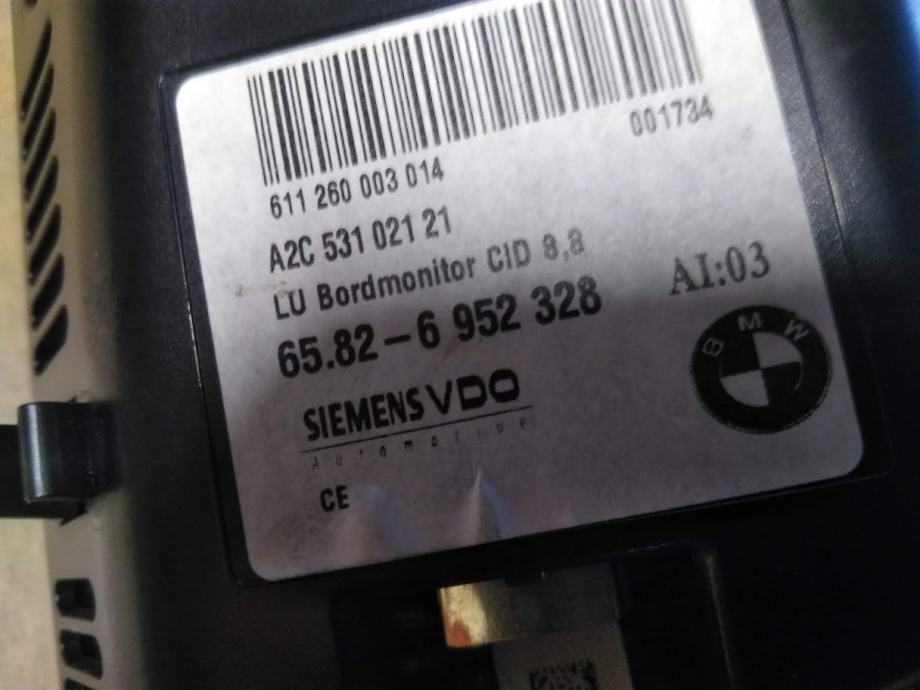 001734
611 260 003 014
A2C 531 021 21
LU Bordmonitor CID 8,8
65.82-6 952 328
AI:03
BMW
SIEMENS VDO
Automotive
CE